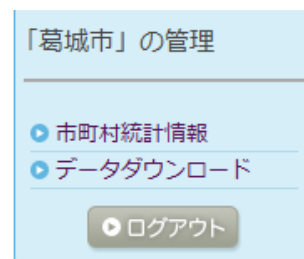 「葛城市」の管理
市町村統計情報
データダウンロード
ログアウト